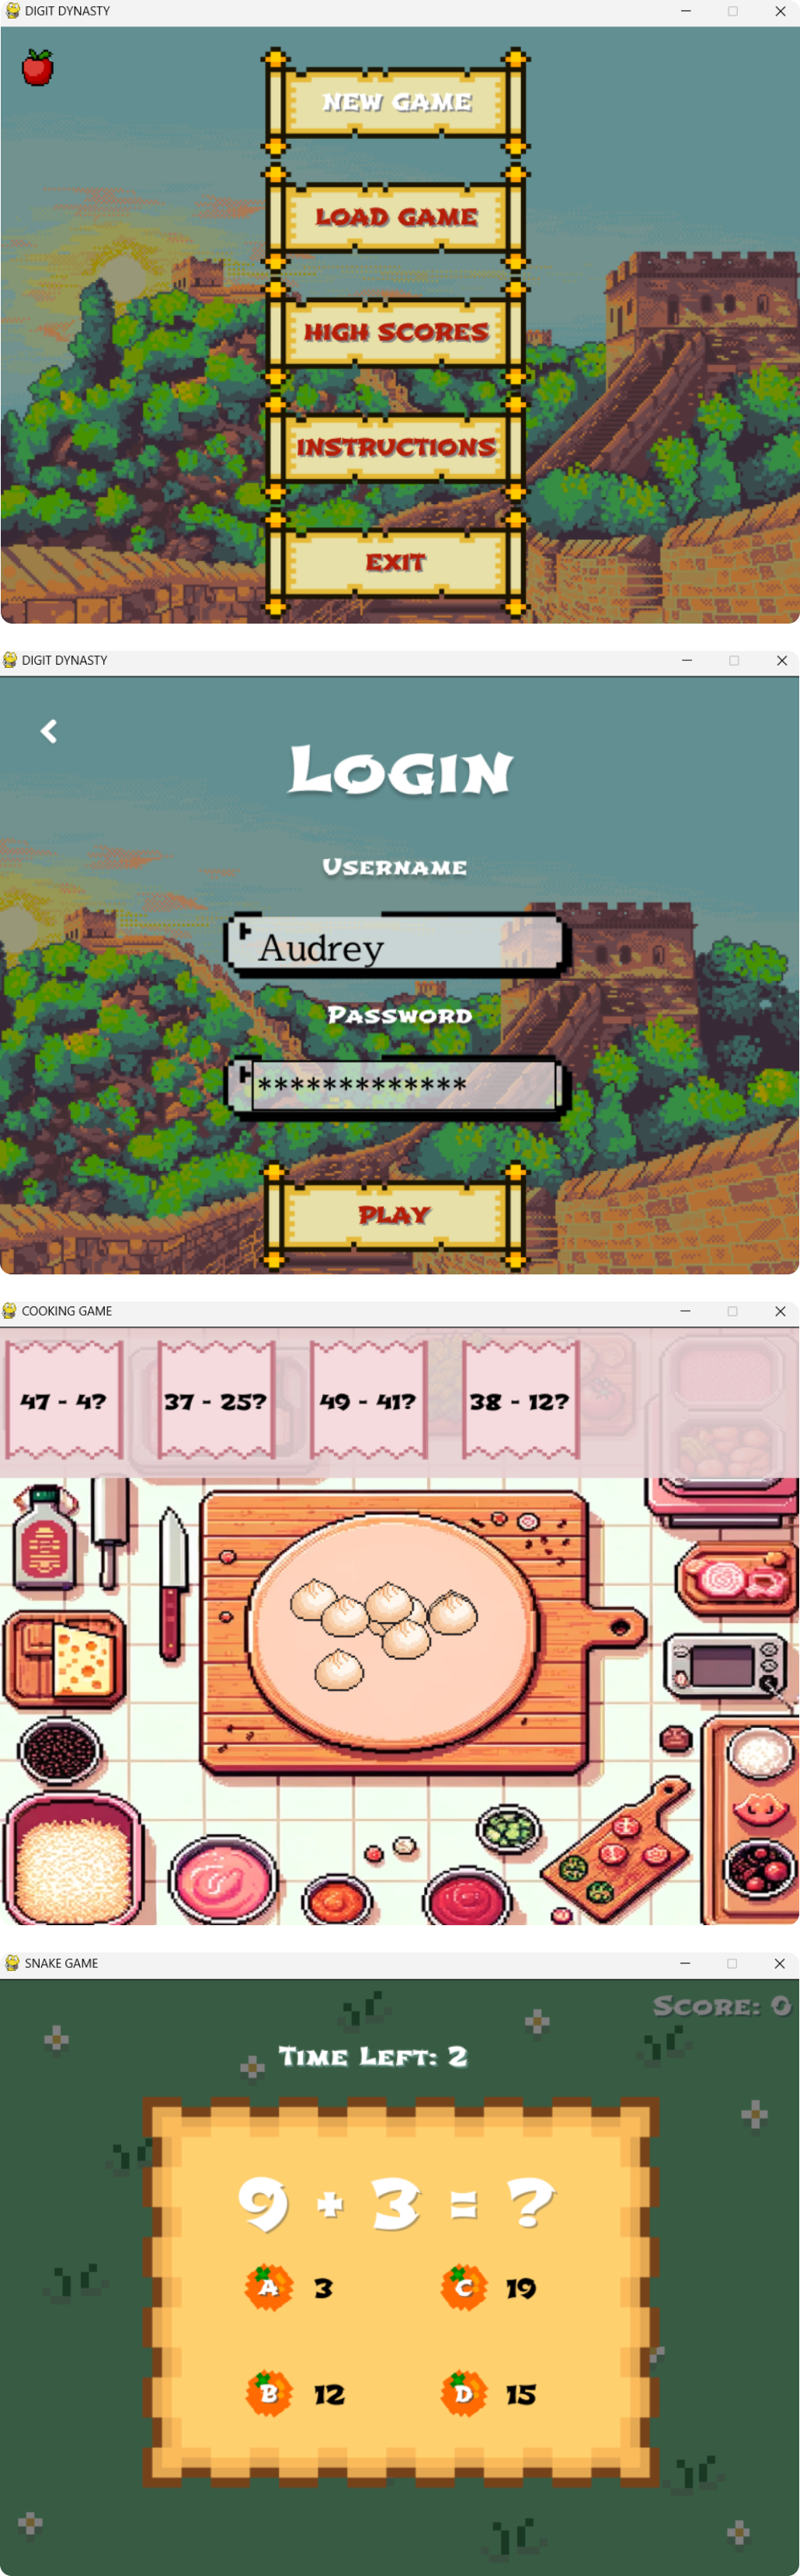 DIGIT DYNASTY
NEW GAME
LOAD GAME
HIGH SCORES
INSTRUCTIONS
EXIT
DIGIT DYNASTY
LOGIN
USERNAME
Audrey
PASSWORD
*************
PLAY
COOKING GAME
47 - 4? 37 - 25? 49 - 41? 38 - 12?
SNAKE GAME
SCORE: 0
TIME LEFT: 2
9 + 3 = ?
A 3 C 19
B 12 D 15